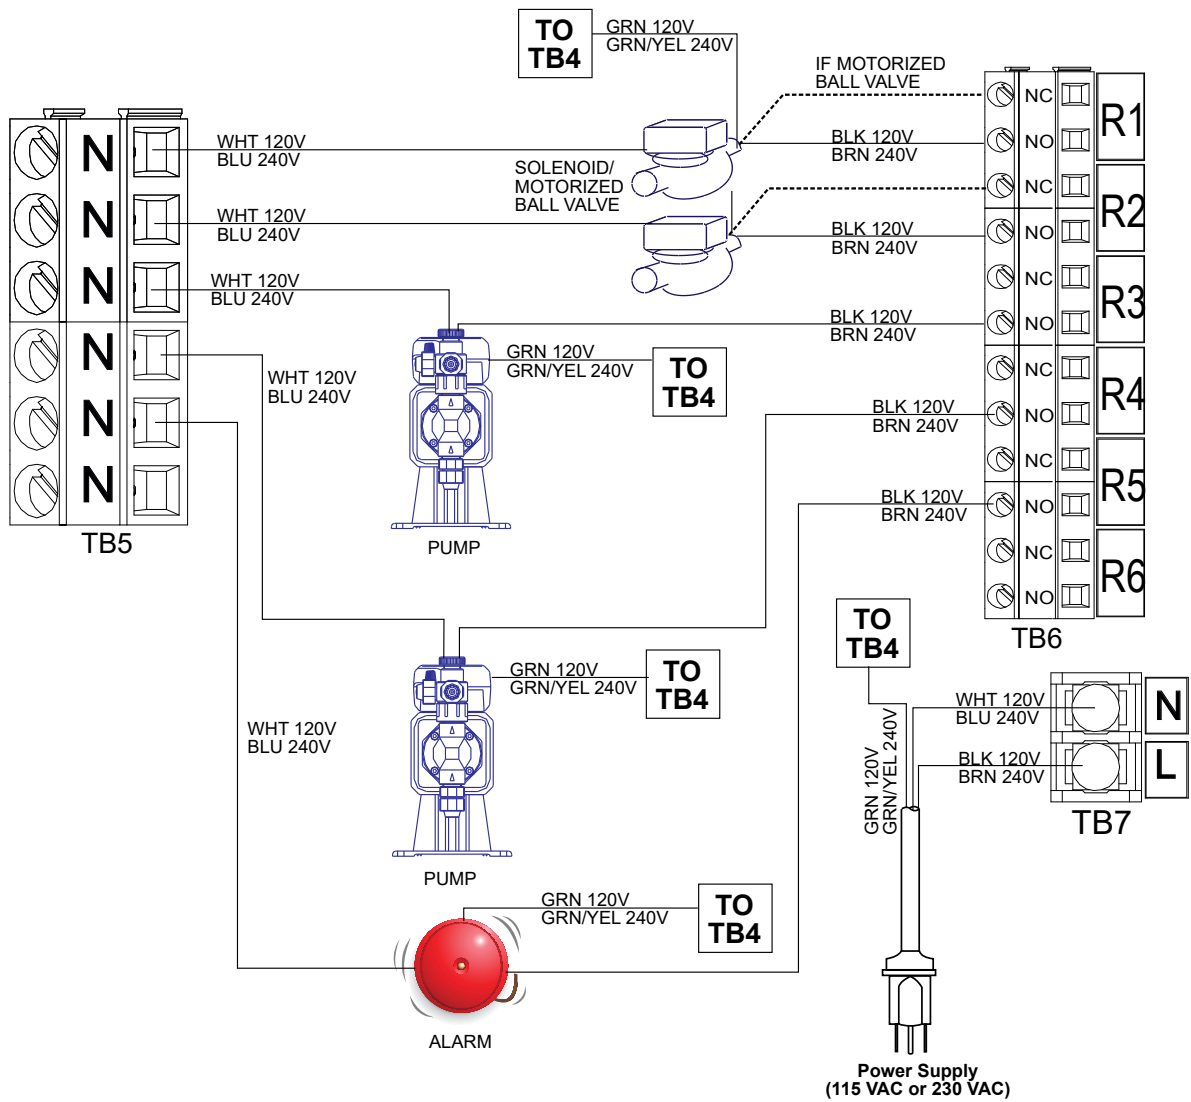 TO
TB4
GRN 120V
GRN/YEL 240V
IF MOTORIZED
BALL VALVE
N
WHT 120V
BLU 240V
SOLENOID/
MOTORIZED
BALL VALVE
BLK 120V
BRN 240V
NC
R1
NO
N
WHT 120V
BLU 240V
BLK 120V
BRN 240V
NC
R2
NO
N
WHT 120V
BLU 240V
BLK 120V
BRN 240V
NC
R3
NO
N
WHT 120V
BLU 240V
GRN 120V
GRN/YEL 240V
TO
TB4
BLK 120V
BRN 240V
NC
R4
NO
N
N
TB5
PUMP
BLK 120V
BRN 240V
NC
R5
NO
NC
R6
NO
TB6
TO
TB4
GRN 120V
GRN/YEL 240V
TO
TB4
WHT 120V
BLU 240V
N
WHT 120V
BLU 240V
BLK 120V
BRN 240V
L
TB7
GRN 120V
GRN/YEL 240V
PUMP
GRN 120V
GRN/YEL 240V
TO
TB4
ALARM
Power Supply
(115 VAC or 230 VAC)